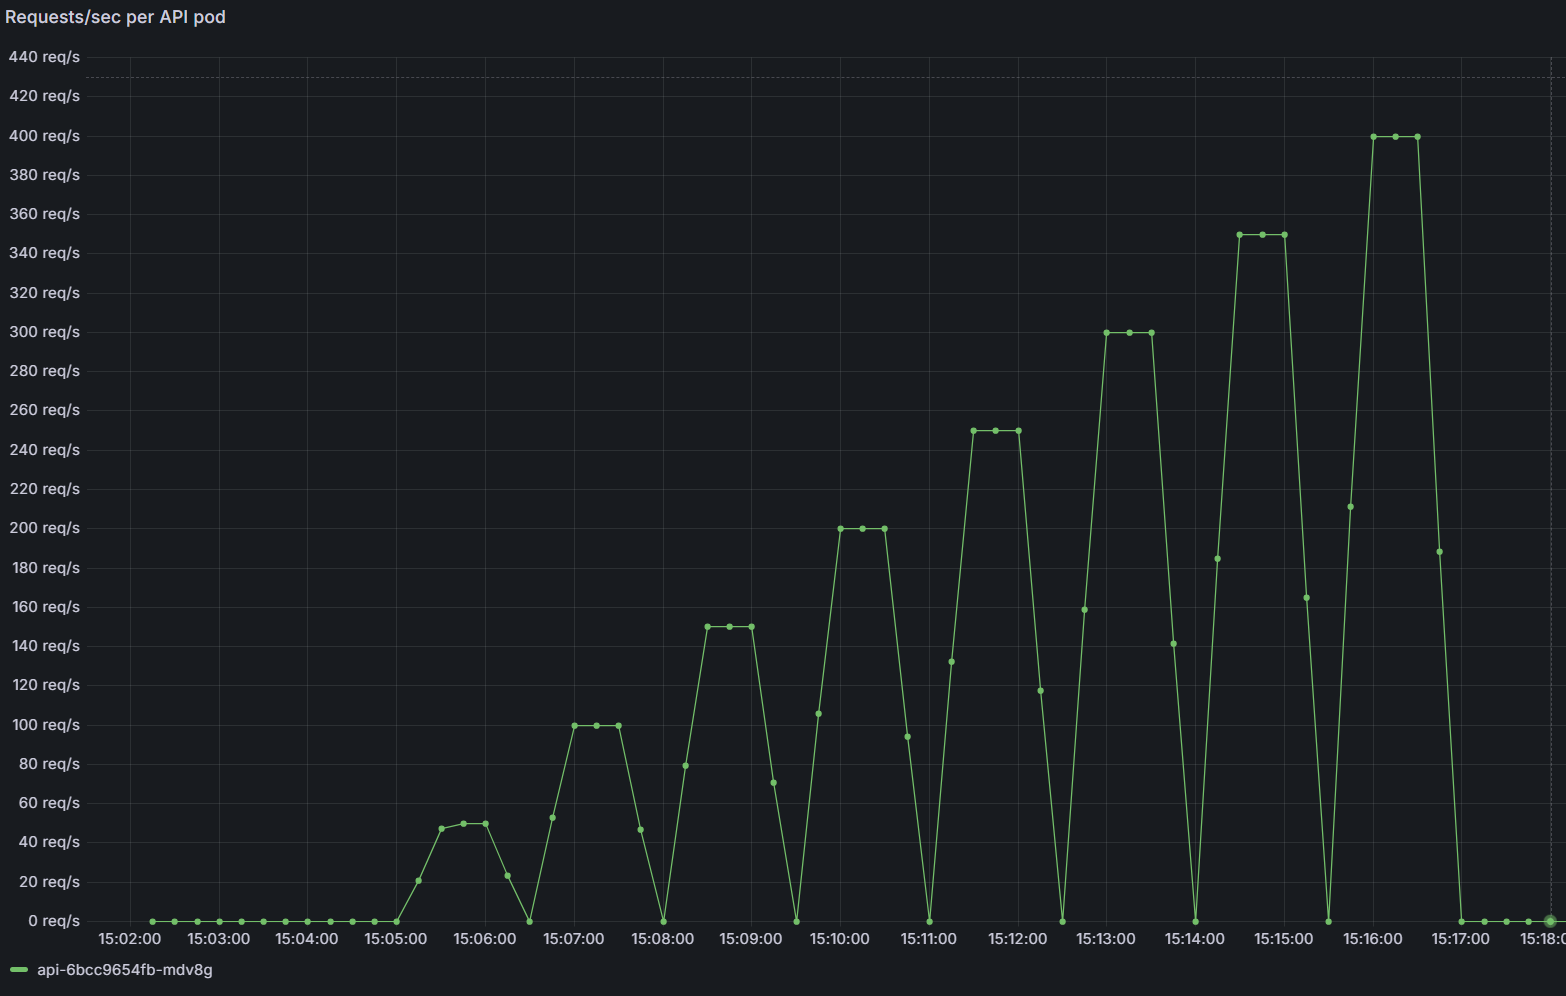 Requests/sec per API pod
440 req/s
420 req/s
400 req/s
380 req/s
360 req/s
340 req/s
320 req/s
300 req/s
280 req/s
260 req/s
240 req/s
220 req/s
200 req/s
180 req/s
160 req/s
140 req/s
120 req/s
100 req/s
80 req/s
60 req/s
40 req/s
20 req/s
0 req/s
15:02:00 15:03:00 15:04:00 15:05:00 15:06:00 15:07:00 15:08:00 15:09:00 15:10:00 15:11:00 15:12:00 15:13:00 15:14:00 15:15:00 15:16:00 15:17:00 15:18:0
api-6bcc9654fb-mdv8g